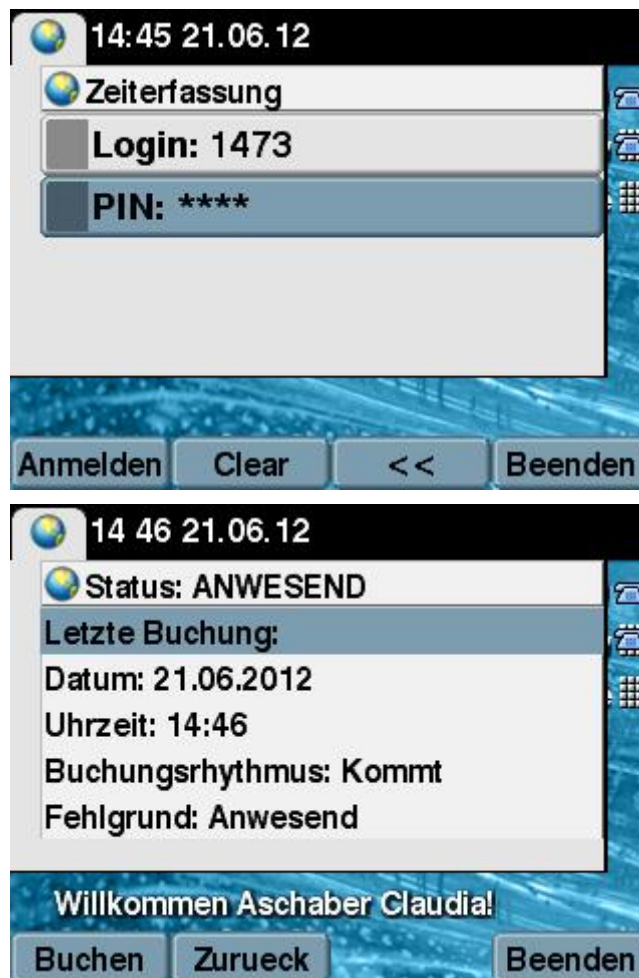 14:45 21.06.12
Zeiterfassung
Login: 1473
PIN: ****
Anmelden Clear << Beenden
14 46 21.06.12
Status: ANWESEND
Letzte Buchung:
Datum: 21.06.2012
Uhrzeit: 14:46
Buchungsrhythmus: Kommt
Fehlgrund: Anwesend
Willkommen Aschaber Claudia!
Buchen Zurueck Beenden